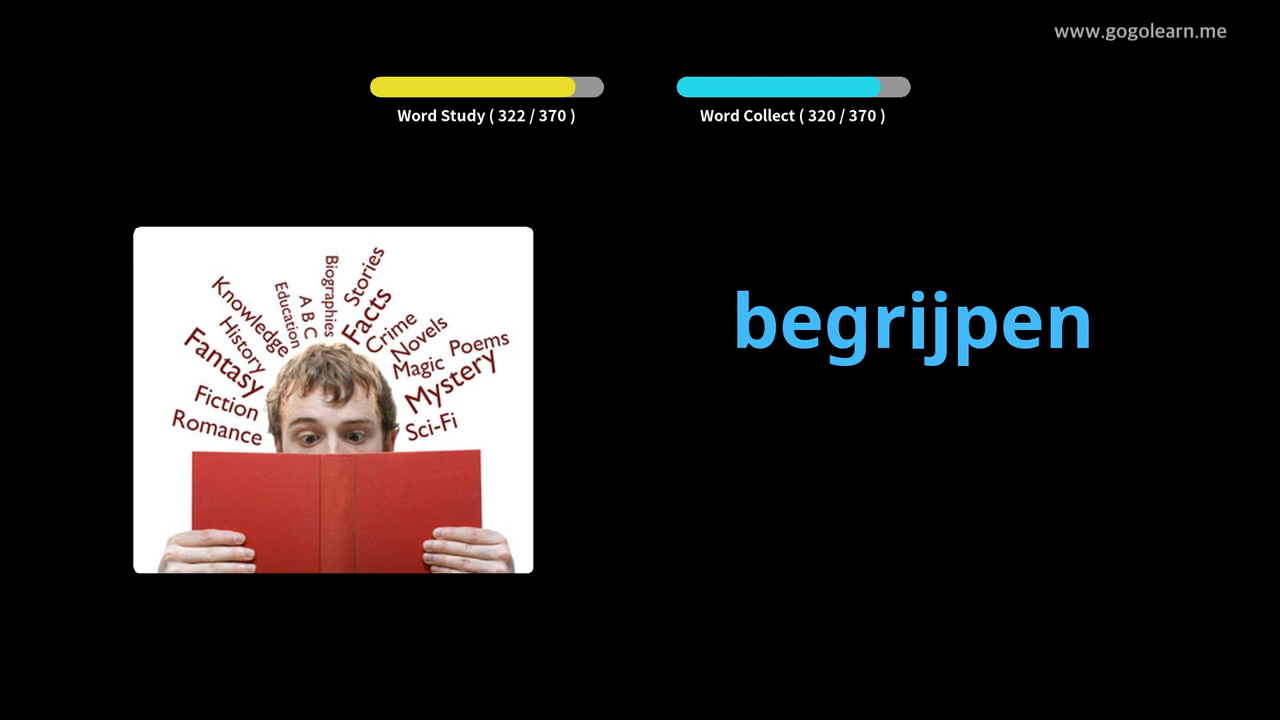 www.gogolearn.me
Word Study ( 322 / 370 )
Word Collect ( 320 / 370 )
begrijpen
Romance
Fiction
Fantasy
History
Knowledge
Education
A B C
Biographies
Stories
Facts
Crime
Novels
Magic
Poems
Mystery
Sci-Fi